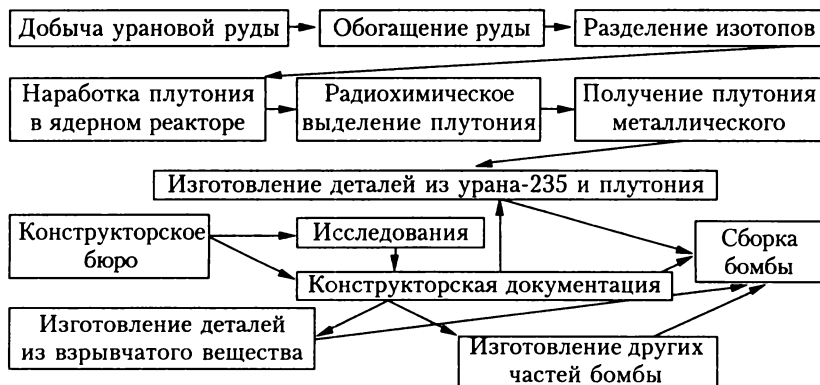 Добыча урановой руды
Обогащение руды
Разделение изотопов
Наработка плутония
в ядерном реакторе
Радиохимическое
выделение плутония
Получение плутония
металлического
Изготовление деталей из урана-235 и плутония
Конструкторское
бюро
Исследования
Сборка
бомбы
Конструкторская документация
Изготовление деталей
из взрывчатого вещества
Изготовление других
частей бомбы